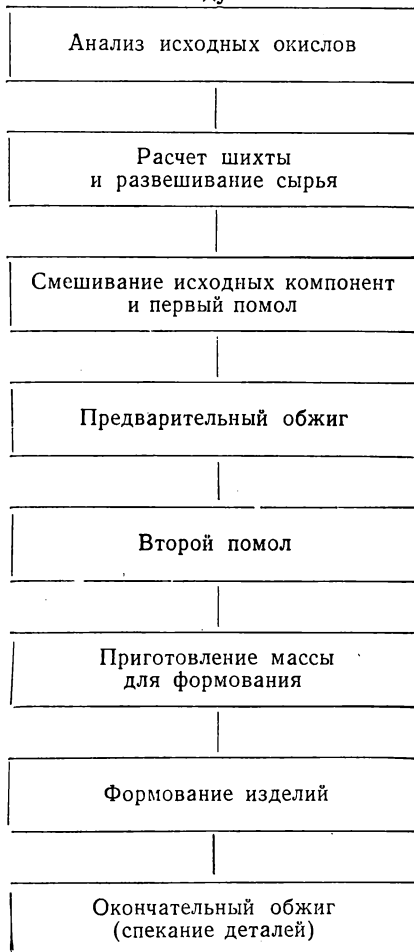 Анализ исходных окислов
Расчет шихты
и развешивание сырья
Смешивание исходных компонент
и первый помол
Предварительный обжиг
Второй помол
Приготовление массы
для формования
Формование изделий
Окончательный обжиг
(спекание деталей)